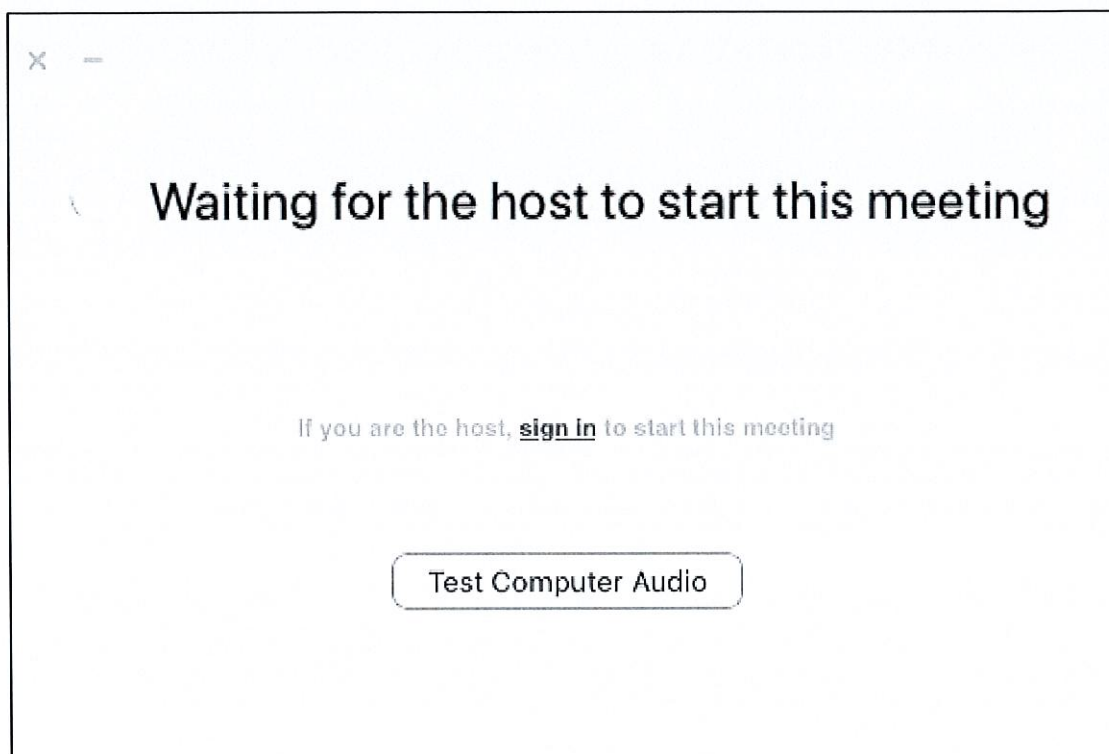 Waiting for the host to start this meeting
If you are the host, sign in to start this meeting
Test Computer Audio